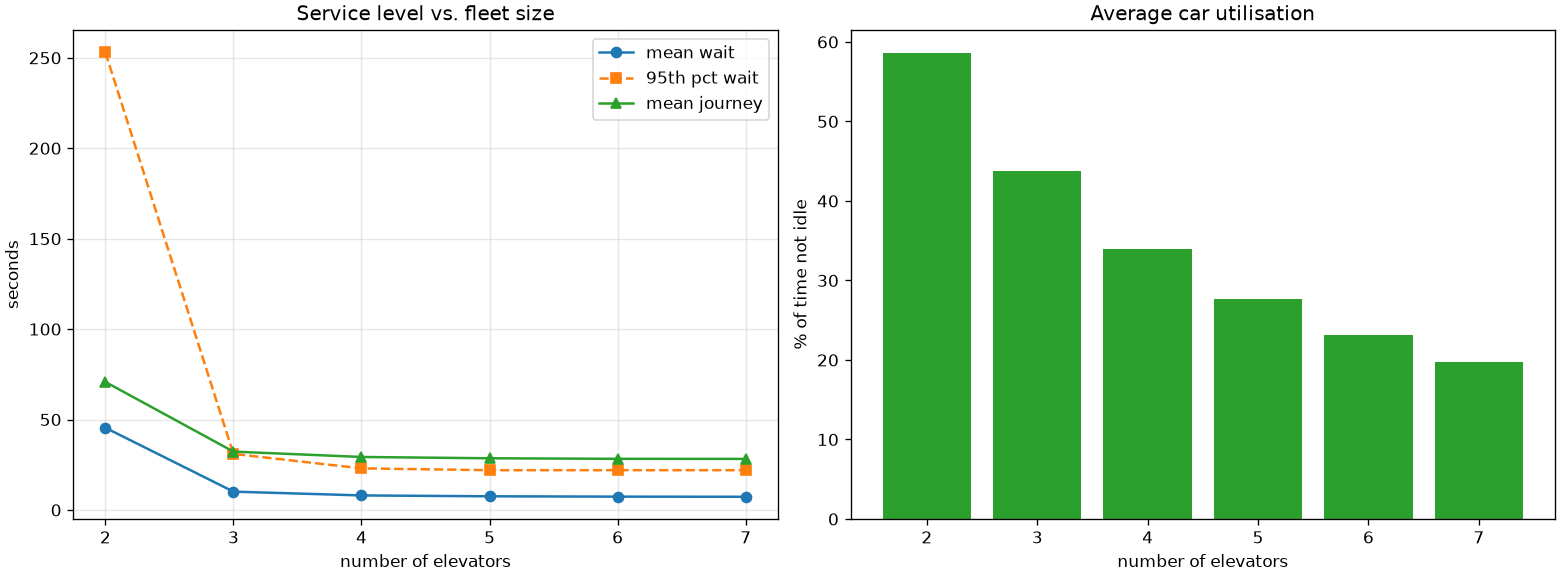 Service level vs. fleet size
250
200
150
100
50
0
seconds
mean wait
95th pct wait
mean journey
2 3 4 5 6 7
number of elevators
Average car utilisation
60
50
40
30
20
10
0
% of time not idle
2 3 4 5 6 7
number of elevators